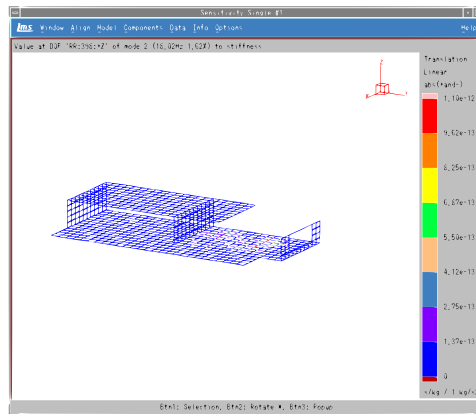 Sensitivity Single #1
LMS Window Align Model Components Data Info Options Help
Value at DOF 'RR:398:+Z' of mode 2 (16,02Hz 1,62%) to stiffness
Translation
Linear
abs(+and-)
1,10e-12
9,62e-13
8,25e-13
6,87e-13
5,50e-13
4,12e-13
2,75e-13
1,37e-13
0
Btn1: Selection, Btn2: Rotate *, Btn3: Popup